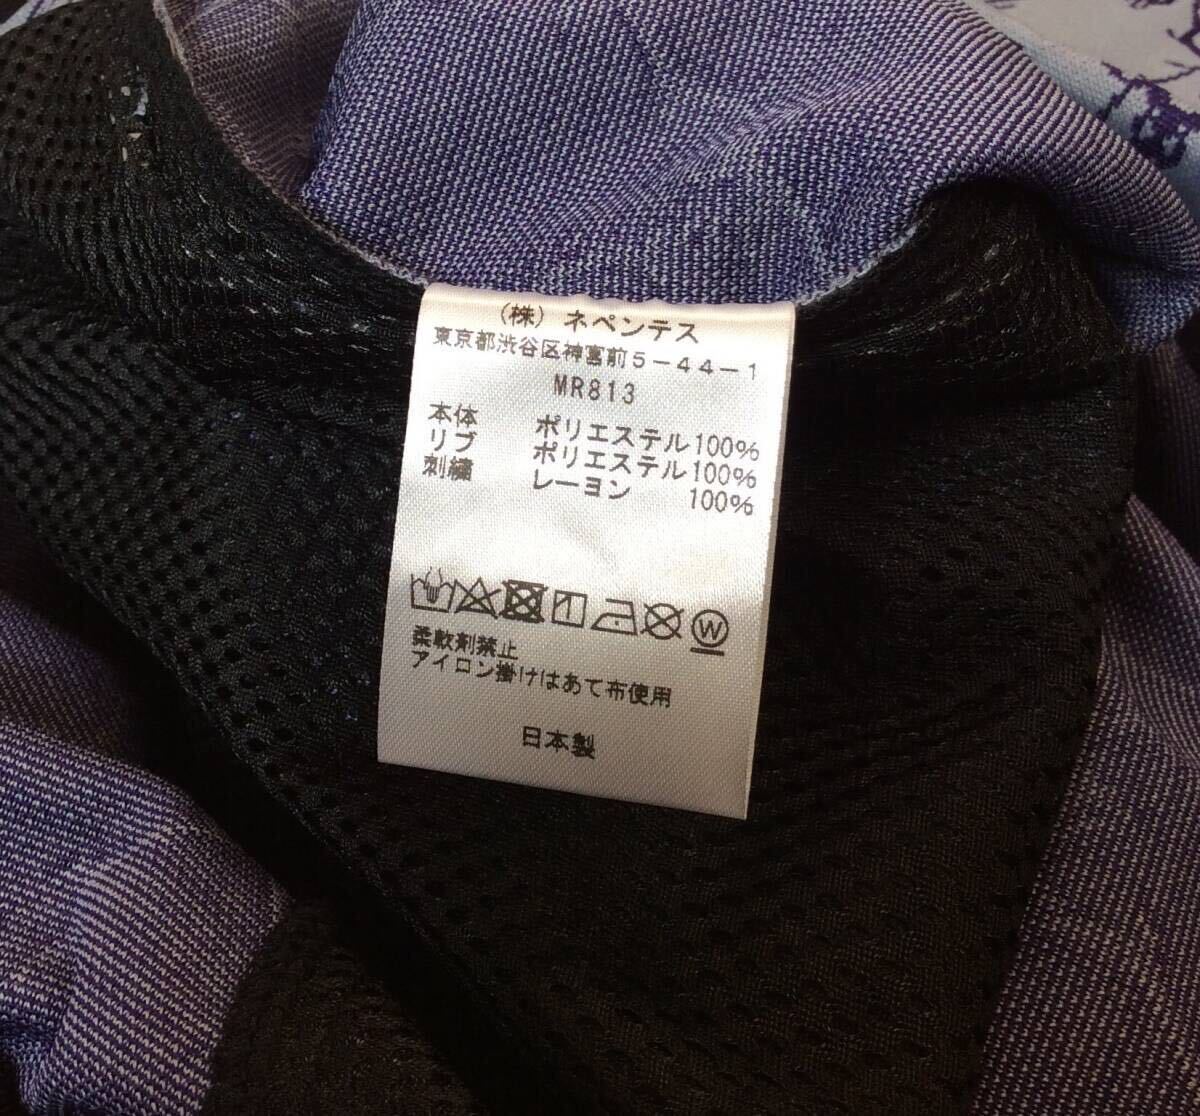 (株) ネペンテス
東京都渋谷区神宮前5-44-1
MR813
本体 ポリエステル100%
リブ ポリエステル100%
刺繍 レーヨン 100%
W
柔軟剤禁止
アイロン掛けはあて布使用
日本製